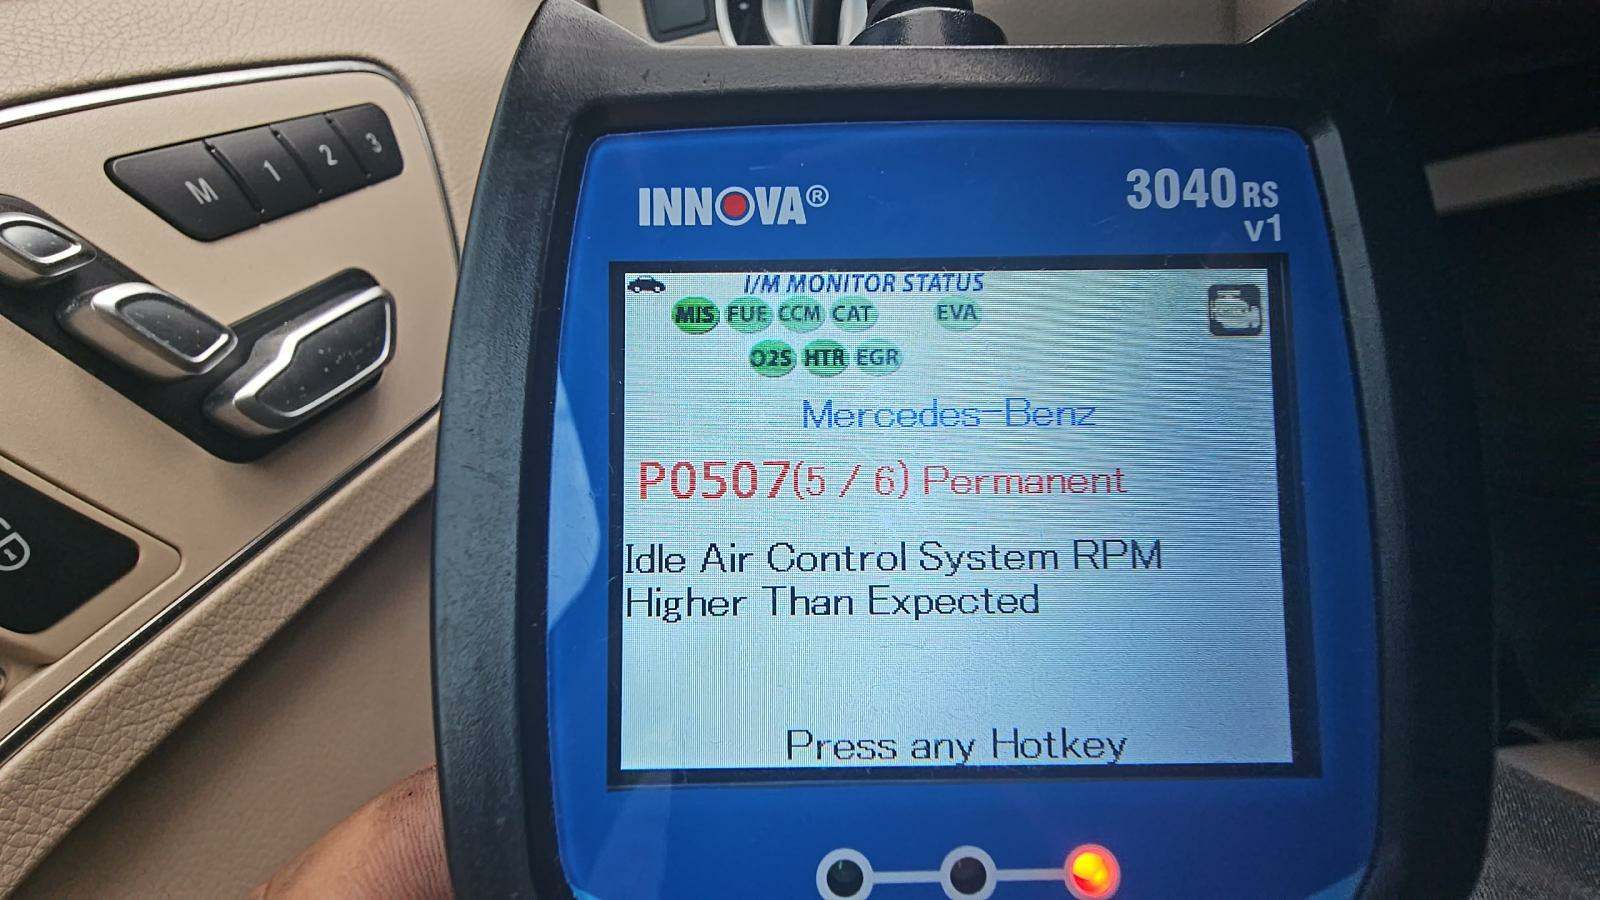 M 1 2 3
INNOVA®
3040RS
v1
I/M MONITOR STATUS
MIS FUE CCM CAT EVA
O2S HTR EGR
Mercedes-Benz
P0507(5 / 6) Permanent
Idle Air Control System RPM
Higher Than Expected
Press any Hotkey